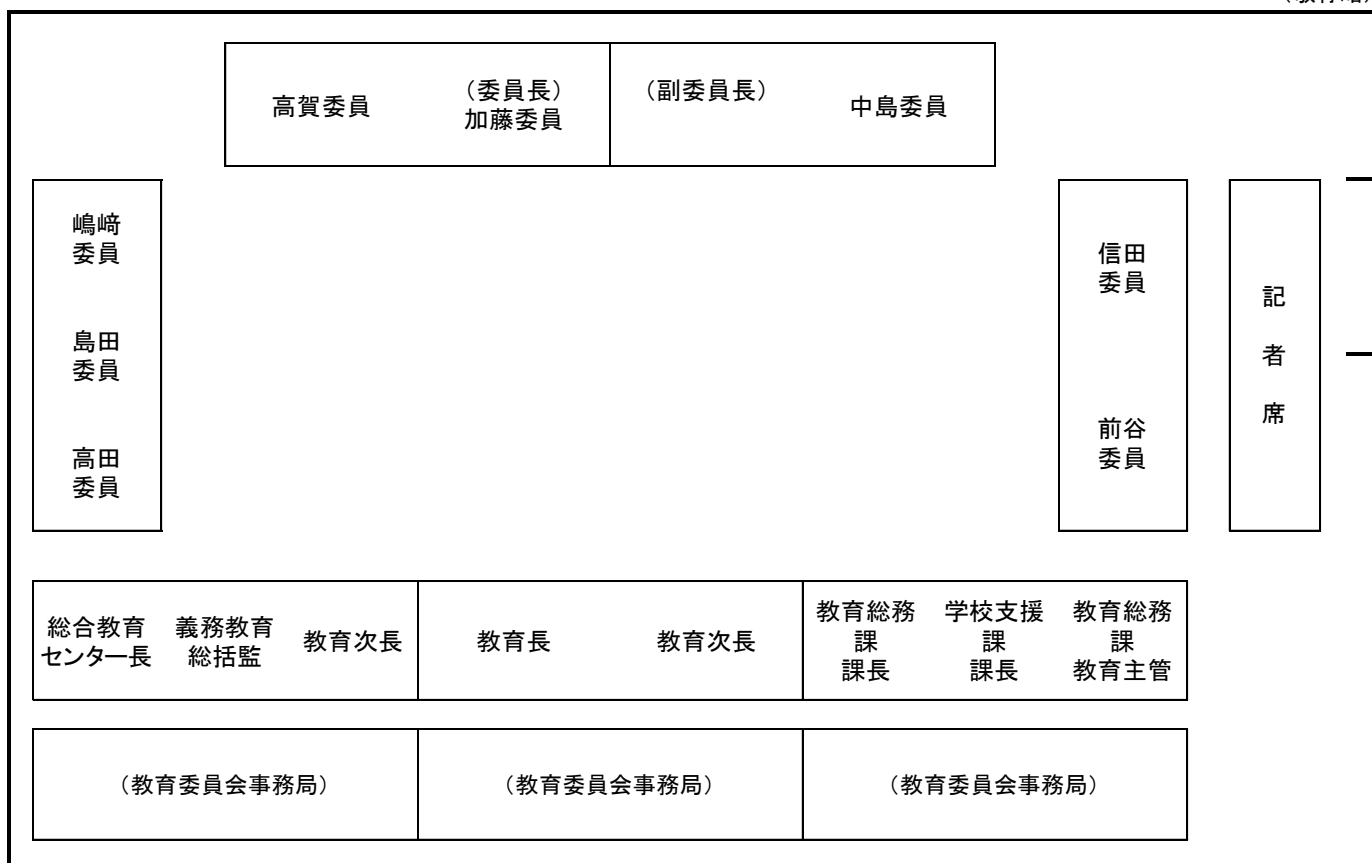 高賀委員
（委員長）
加藤委員
（副委員長）
中島委員
嶋﨑
委員
島田
委員
高田
委員
信田
委員
前谷
委員
記
者
席
総合教育
センター長
義務教育
総括監
教育次長
教育長
教育次長
教育総務
課
課長
学校支援
課
課長
教育総務
課
教育主管
（教育委員会事務局）
（教育委員会事務局）
（教育委員会事務局）